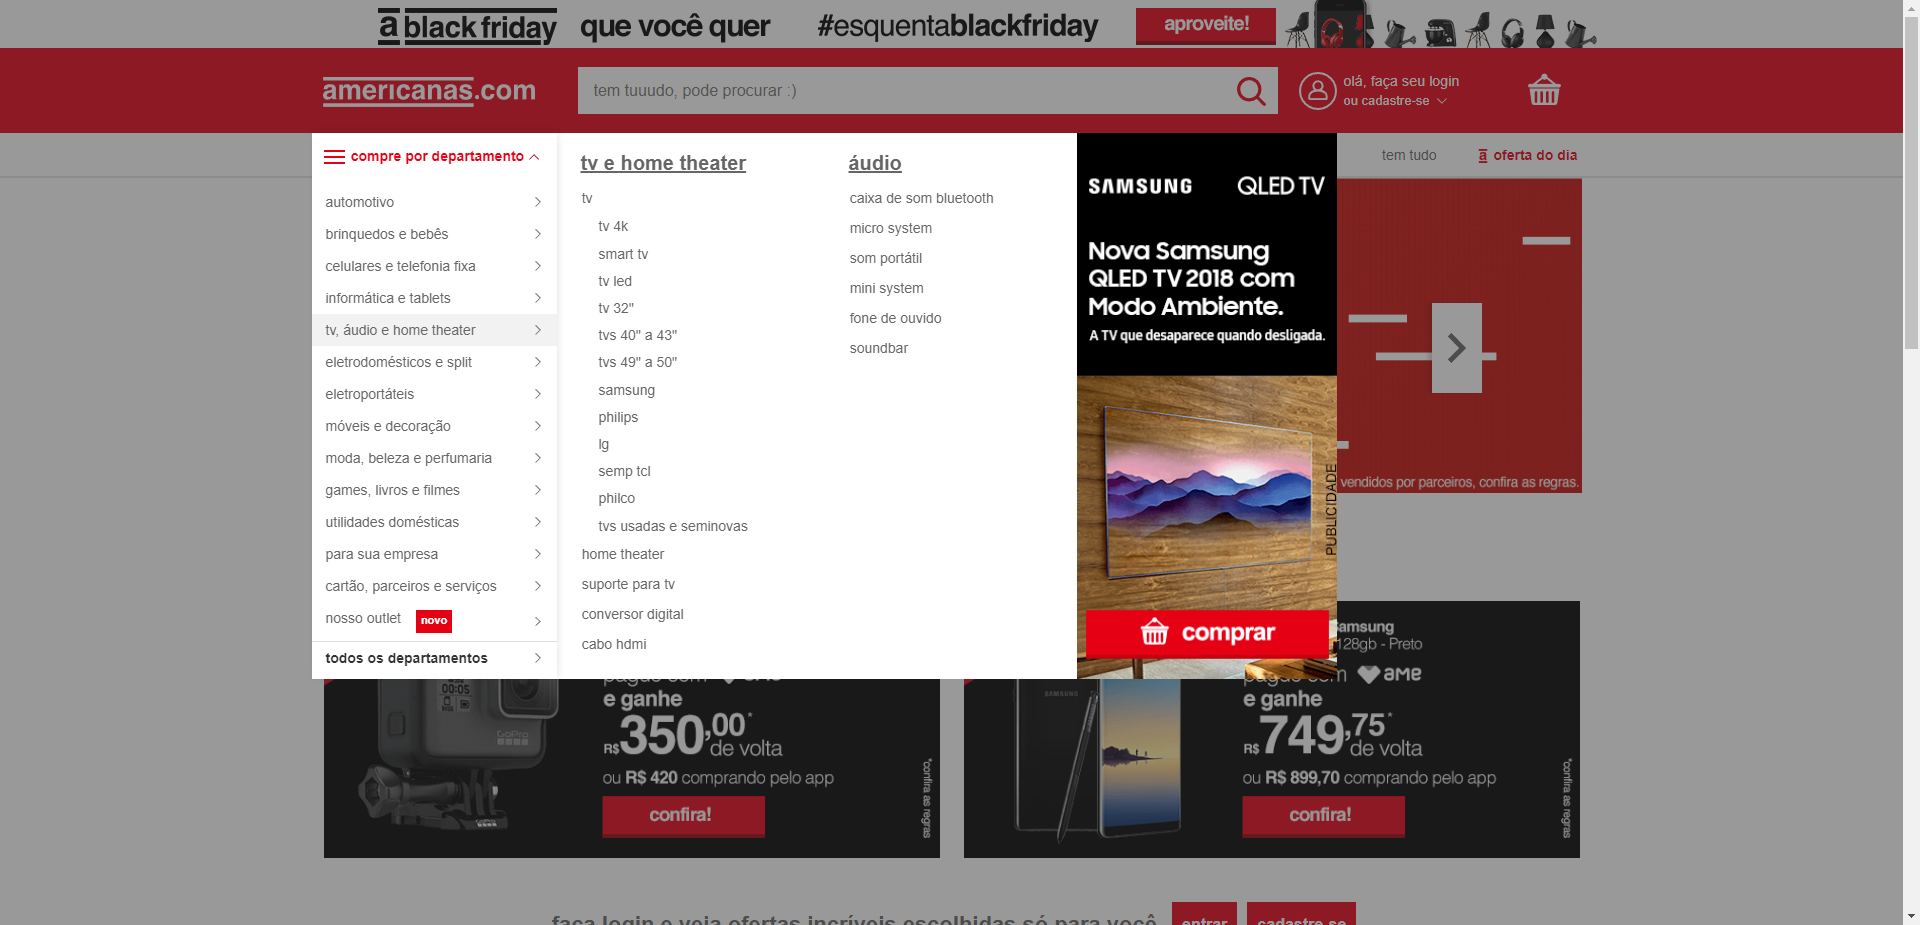 a black friday que você quer #esquentablackfriday aproveite!
americanas.com
tem tuuudo, pode procurar :)
olá, faça seu login
ou cadastre-se
compre por departamento
automotivo
brinquedos e bebês
celulares e telefonia fixa
informática e tablets
tv, áudio e home theater
eletrodomésticos e split
eletroportáteis
móveis e decoração
moda, beleza e perfumaria
games, livros e filmes
utilidades domésticas
para sua empresa
cartão, parceiros e serviços
nosso outlet novo
todos os departamentos
tv e home theater
tv
tv 4k
smart tv
tv led
tv 32"
tvs 40" a 43"
tvs 49" a 50"
samsung
philips
lg
semp tcl
philco
tvs usadas e seminovas
home theater
suporte para tv
conversor digital
cabo hdmi
áudio
caixa de som bluetooth
micro system
som portátil
mini system
fone de ouvido
soundbar
SAMSUNG QLED TV
Nova Samsung
QLED TV 2018 com
Modo Ambiente.
A TV que desaparece quando desligada.
PUBLICIDADE
comprar
tem tudo
a oferta do dia
vendidos por parceiros, confira as regras.
00:05
GoPro
e ganhe
R$350,00*
de volta
ou R$ 420 comprando pelo app
confira!
*confira as regras
Samsung
128gb - Preto
pague com ame
e ganhe
R$749,75*
de volta
ou R$ 899,70 comprando pelo app
confira!
*confira as regras
SAMSUNG
faça login e veja ofertas incríveis escolhidas só para você entrar cadastre-se